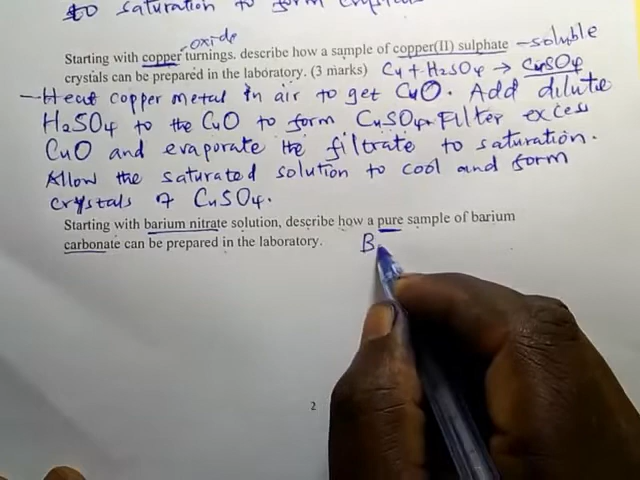 to saturation to form crystals
oxide
Starting with copper turnings. describe how a sample of copper(II) sulphate -soluble
crystals can be prepared in the laboratory. (3 marks) Cu + H2SO4 → CuSO4
- Heat copper metal in air to get CuO. Add dilute
H2SO4 to the CuO to form CuSO4. Filter excess
CuO and evaporate the filtrate to saturation.
Allow the saturated solution to cool and form
crystals of CuSO4.
Starting with barium nitrate solution, describe how a pure sample of barium
carbonate can be prepared in the laboratory. B
2